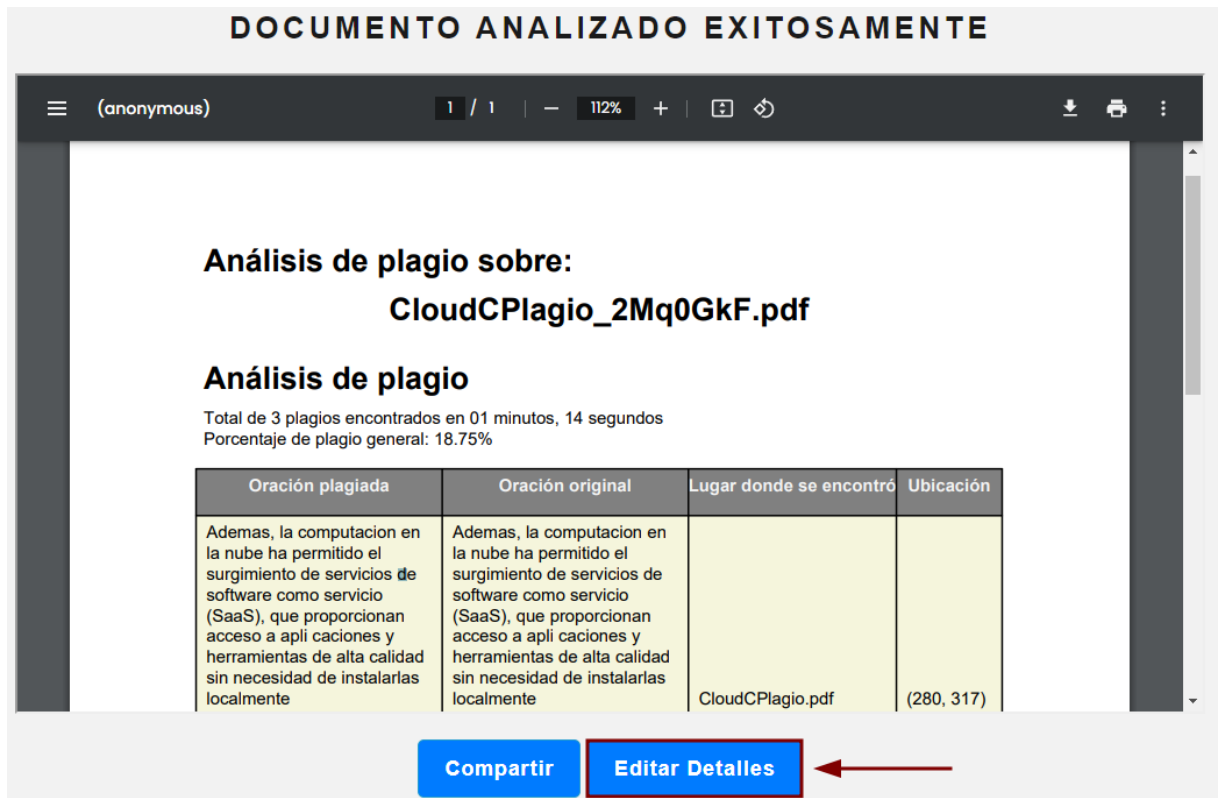 DOCUMENTO ANALIZADO EXITOSAMENTE
(anonymous)
1 / 1
112%
Análisis de plagio sobre:
CloudCPlagio_2Mq0GkF.pdf
Análisis de plagio
Total de 3 plagios encontrados en 01 minutos, 14 segundos
Porcentaje de plagio general: 18.75%
Oración plagiada
Oración original
Lugar donde se encontró
Ubicación
Ademas, la computacion en
la nube ha permitido el
surgimiento de servicios de
software como servicio
(SaaS), que proporcionan
acceso a apli caciones y
herramientas de alta calidad
sin necesidad de instalarlas
localmente
Ademas, la computacion en
la nube ha permitido el
surgimiento de servicios de
software como servicio
(SaaS), que proporcionan
acceso a apli caciones y
herramientas de alta calidad
sin necesidad de instalarlas
localmente
CloudCPlagio.pdf
(280, 317)
Compartir
Editar Detalles